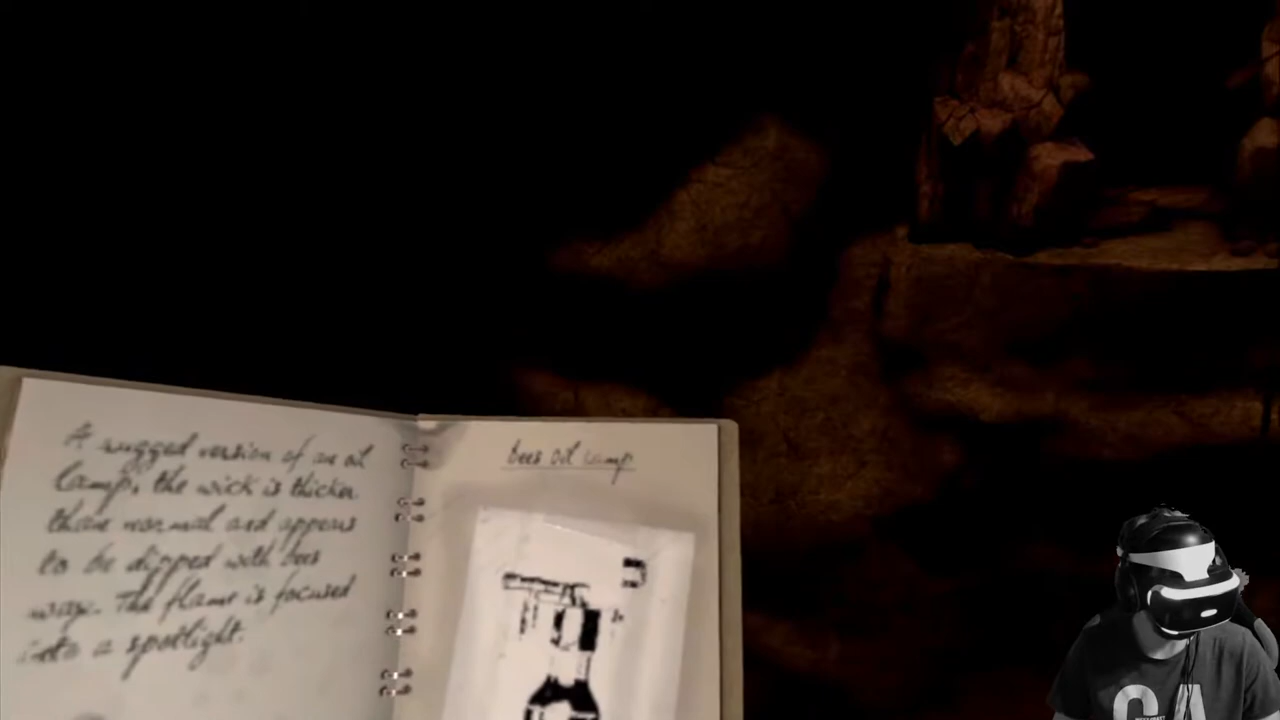 A rugged version of an oil
lamp, the wick is thicker
than normal and appears
to be dipped with bees
wax. The flame is focused
into a spotlight.
bees oil lamp